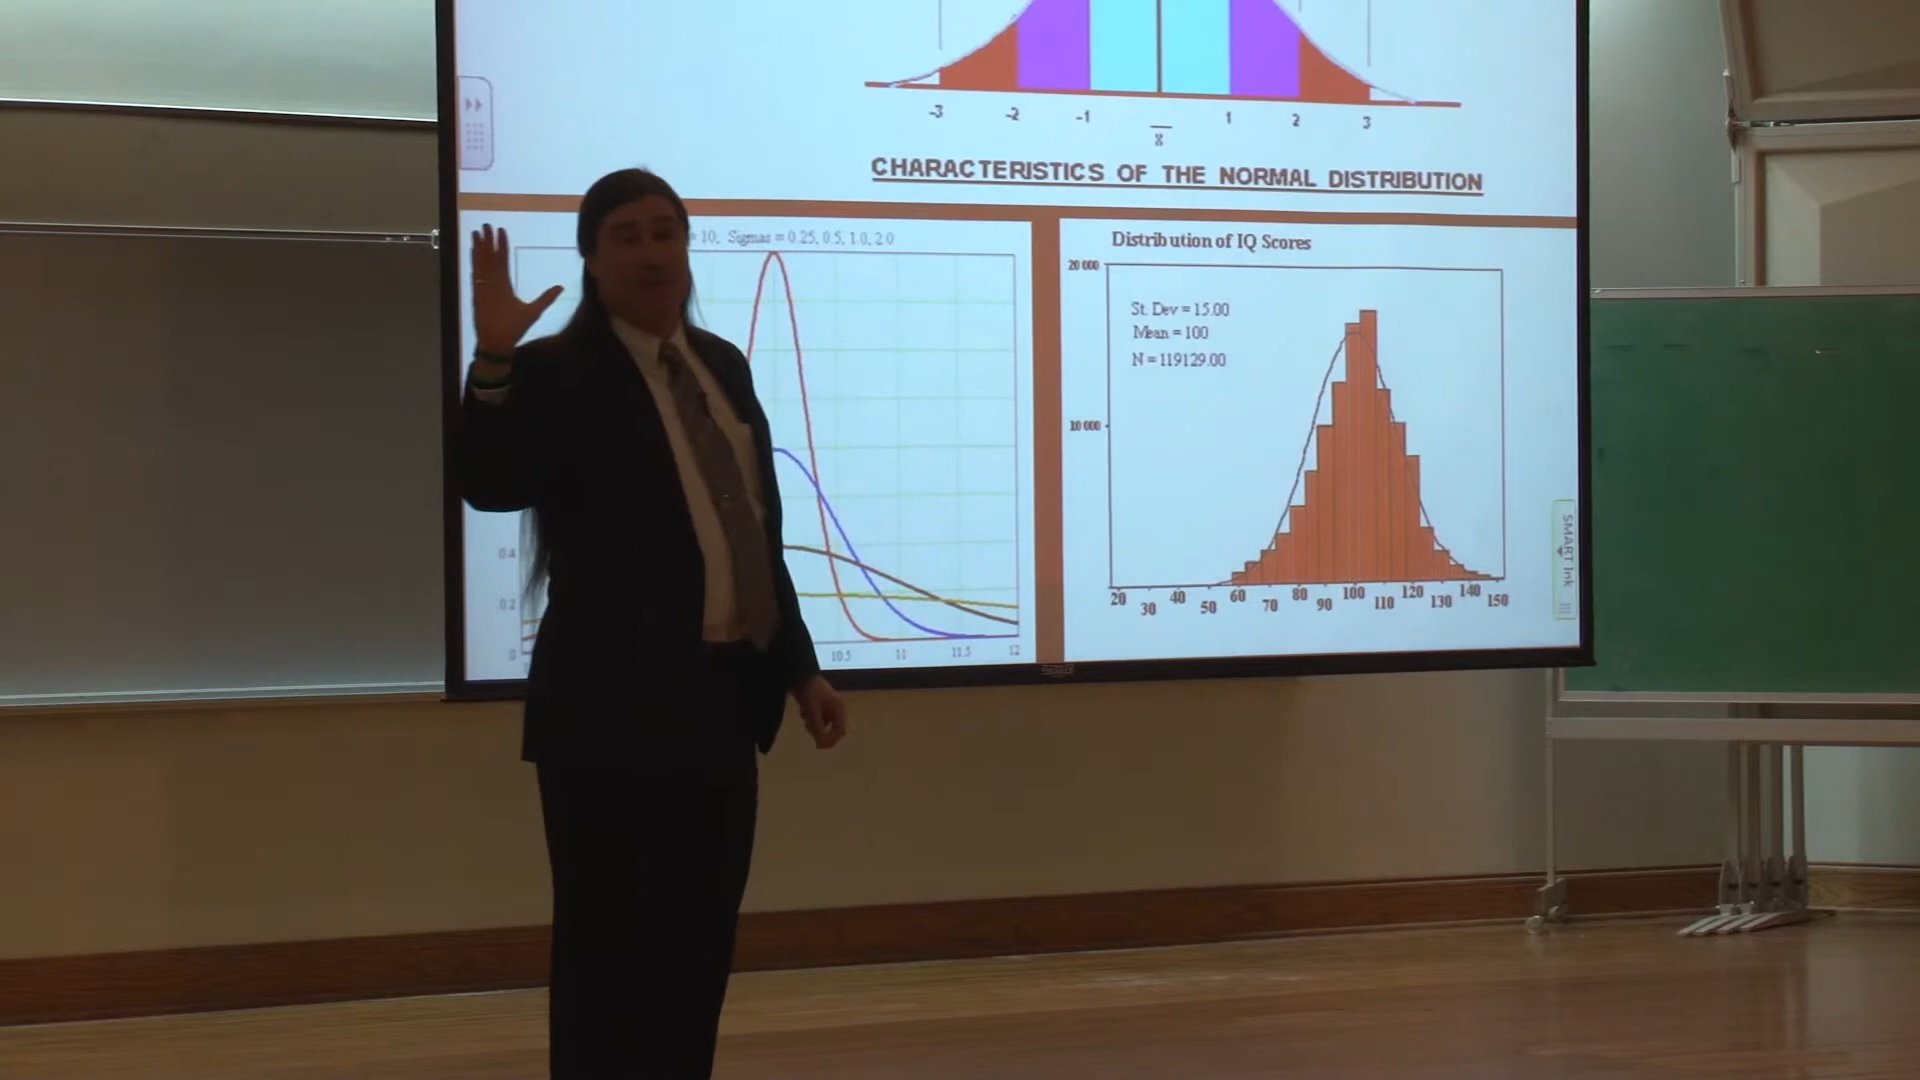 -3 -2 -1 1 2 3
x
CHARACTERISTICS OF THE NORMAL DISTRIBUTION
= 10, Sigmas = 0.25, 0.5, 1.0, 2.0
0.4
0.2
0
10.5 11 11.5 12
Distribution of IQ Scores
20 000
St. Dev = 15.00
Mean = 100
N = 119129.00
10 000
20 30 40 50 60 70 80 90 100 110 120 130 140 150
SMART Ink